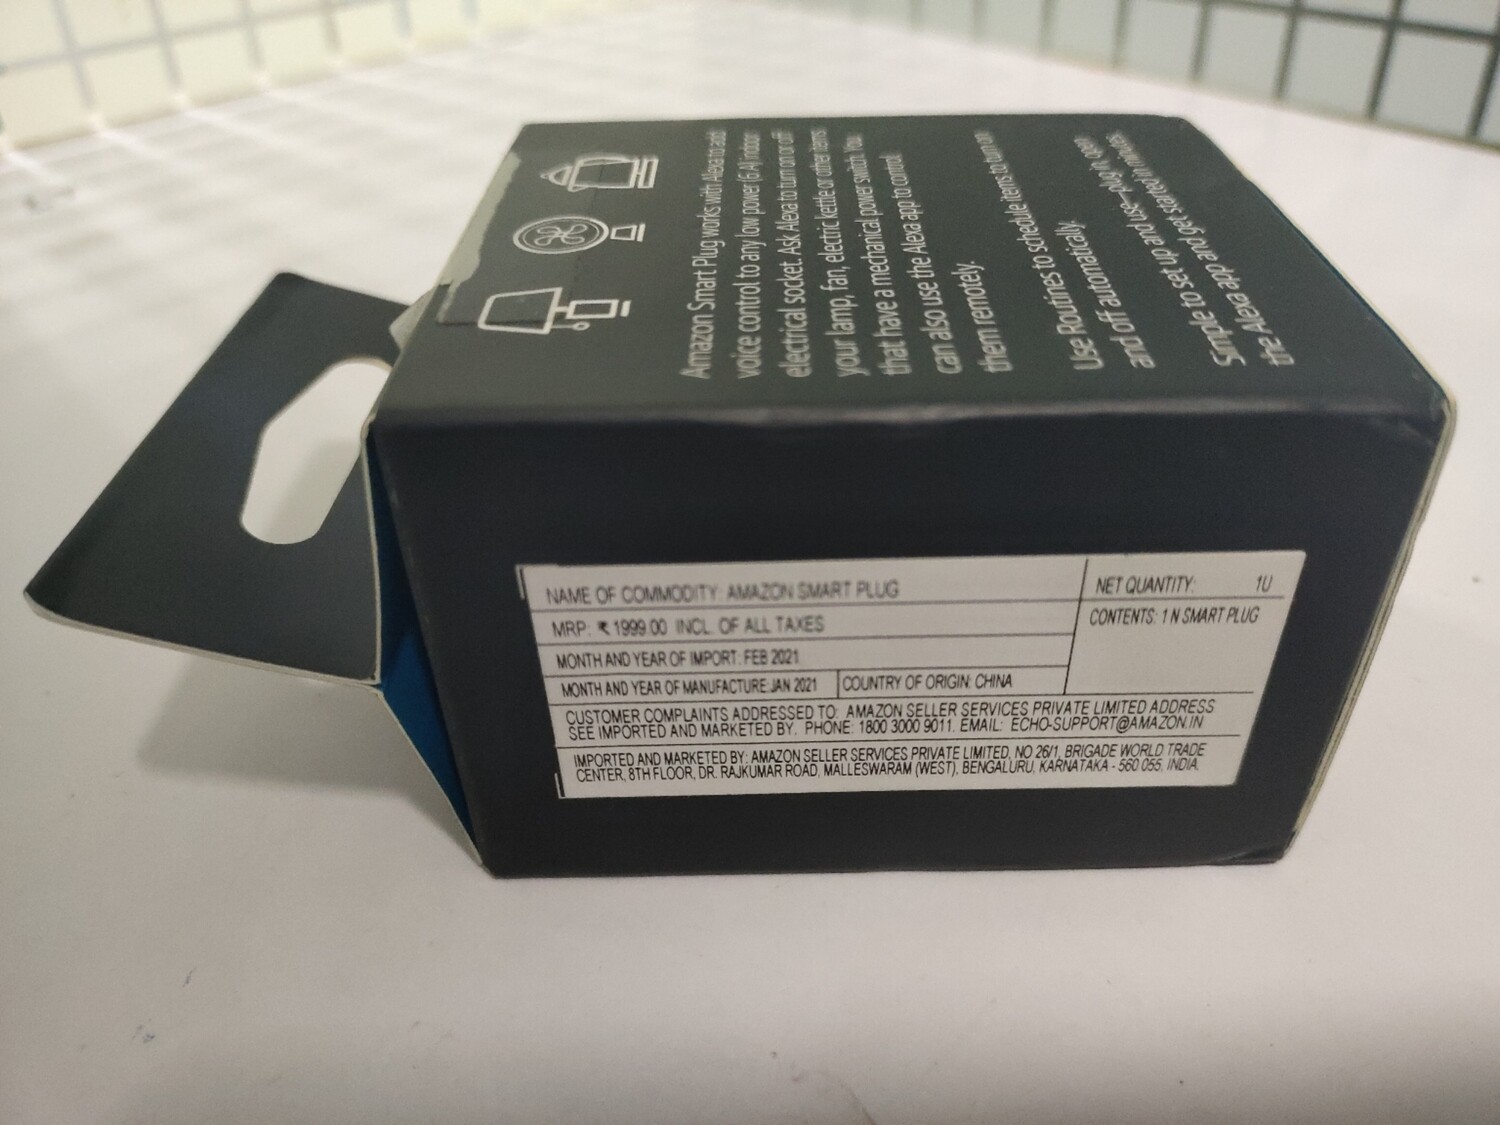 Amazon Smart Plug works with Alexa to add
voice control to any low power (6 A) indoor
electrical socket. Ask Alexa to turn on or off
your lamp, fan, electric kettle or other items
that have a mechanical power switch. You
can also use the Alexa app to control
them remotely.
Use Routines to schedule items to turn on
and off automatically.
Simple to set up and use—plug in, open
the Alexa app and get started in minutes.
NAME OF COMMODITY: AMAZON SMART PLUG
NET QUANTITY: 1U
MRP: ₹ 1999.00 INCL. OF ALL TAXES
CONTENTS: 1 N SMART PLUG
MONTH AND YEAR OF IMPORT: FEB 2021
MONTH AND YEAR OF MANUFACTURE: JAN 2021
COUNTRY OF ORIGIN: CHINA
CUSTOMER COMPLAINTS ADDRESSED TO: AMAZON SELLER SERVICES PRIVATE LIMITED ADDRESS
SEE IMPORTED AND MARKETED BY. PHONE: 1800 3000 9011. EMAIL: ECHO-SUPPORT@AMAZON.IN
IMPORTED AND MARKETED BY: AMAZON SELLER SERVICES PRIVATE LIMITED, NO 26/1, BRIGADE WORLD TRADE
CENTER, 8TH FLOOR, DR. RAJKUMAR ROAD, MALLESWARAM (WEST), BENGALURU, KARNATAKA - 560 055, INDIA.